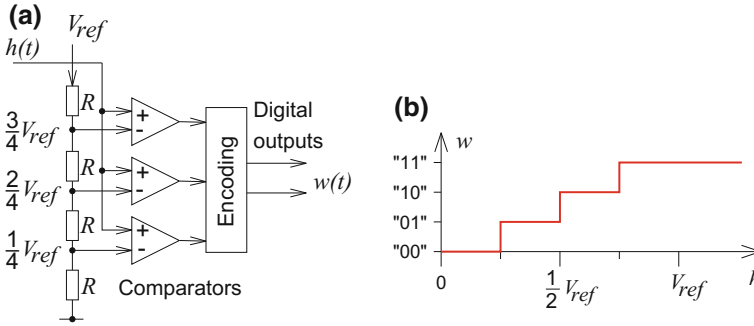 (a)
V_ref
h(t)
R
3/4 V_ref
+
-
Digital
outputs
R
2/4 V_ref
+
-
Encoding
w(t)
R
1/4 V_ref
+
-
R
Comparators
(b)
w
"11"
"10"
"01"
"00"
0
1/2 V_ref
V_ref